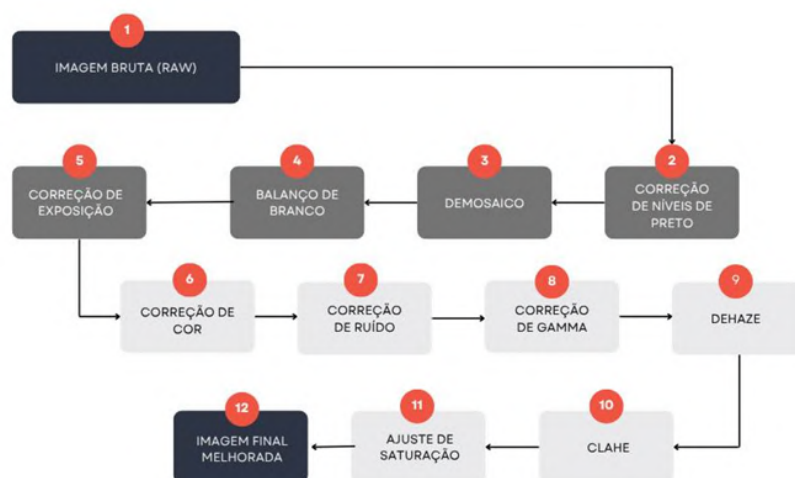 1
IMAGEM BRUTA (RAW)
2
CORREÇÃO
DE NÍVEIS DE
PRETO
3
DEMOSAICO
4
BALANÇO DE
BRANCO
5
CORREÇÃO DE
EXPOSIÇÃO
6
CORREÇÃO DE
COR
7
CORREÇÃO
DE RUÍDO
8
CORREÇÃO
DE GAMMA
9
DEHAZE
10
CLAHE
11
AJUSTE DE
SATURAÇÃO
12
IMAGEM FINAL
MELHORADA